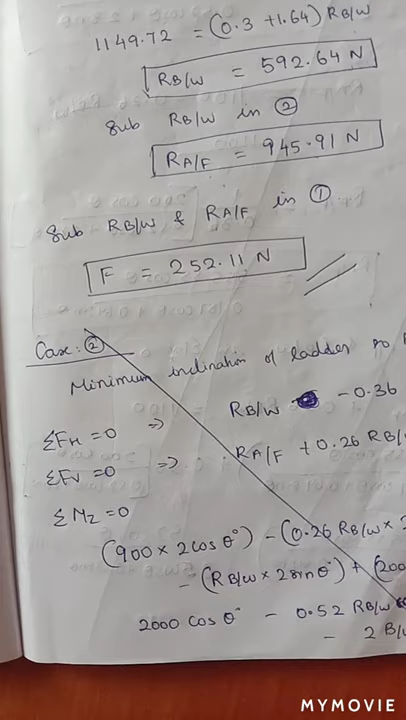 1149.72 = (0.3 + 1.64) RB/W
RB/W = 592.64 N
Sub RB/W in ②
RA/F = 945.91 N
Sub RB/W & RA/F in ①
F = 252.11 N
Case: ②
Minimum inclination of ladder
RB/W - 0.36
ΣFH = 0 ⇒
RA/F + 0.26 RB/
ΣFV = 0 ⇒
ΣMZ = 0
(900 × 2cos θ°) - (0.26 RB/W ×
- (RB/W × 2sin θ°) + (200
2000 cos θ° - 0.52 RB/W
- 2 B/
MYMOVIE